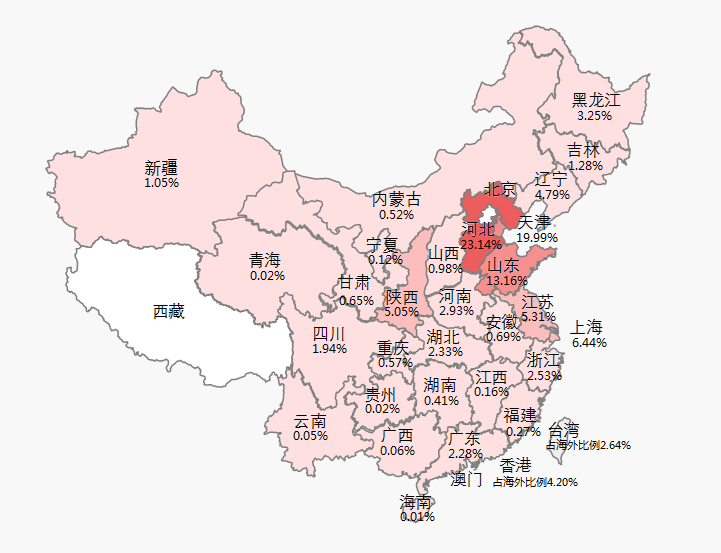 黑龙江
3.25%
吉林
1.28%
新疆
1.05%
辽宁
4.79%
北京
内蒙古
0.52%
天津
19.99%
河北
23.14%
宁夏
0.12%
山西
0.98%
青海
0.02%
山东
13.16%
甘肃
0.65%
陕西
5.05%
河南
2.93%
江苏
5.31%
西藏
安徽
0.69%
上海
6.44%
四川
1.94%
湖北
2.33%
重庆
0.57%
浙江
2.53%
江西
0.16%
湖南
0.41%
贵州
0.02%
福建
0.27%
云南
0.05%
台湾
占海外比例2.64%
广西
0.06%
广东
2.28%
香港
占海外比例4.20%
澳门
海南
0.01%